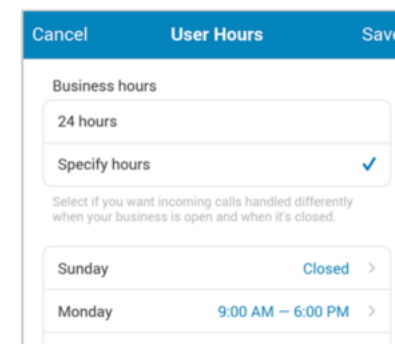 Cancel User Hours Save
Business hours
24 hours
Specify hours
Select if you want incoming calls handled differently
when your business is open and when it's closed.
Sunday Closed
Monday 9:00 AM – 6:00 PM